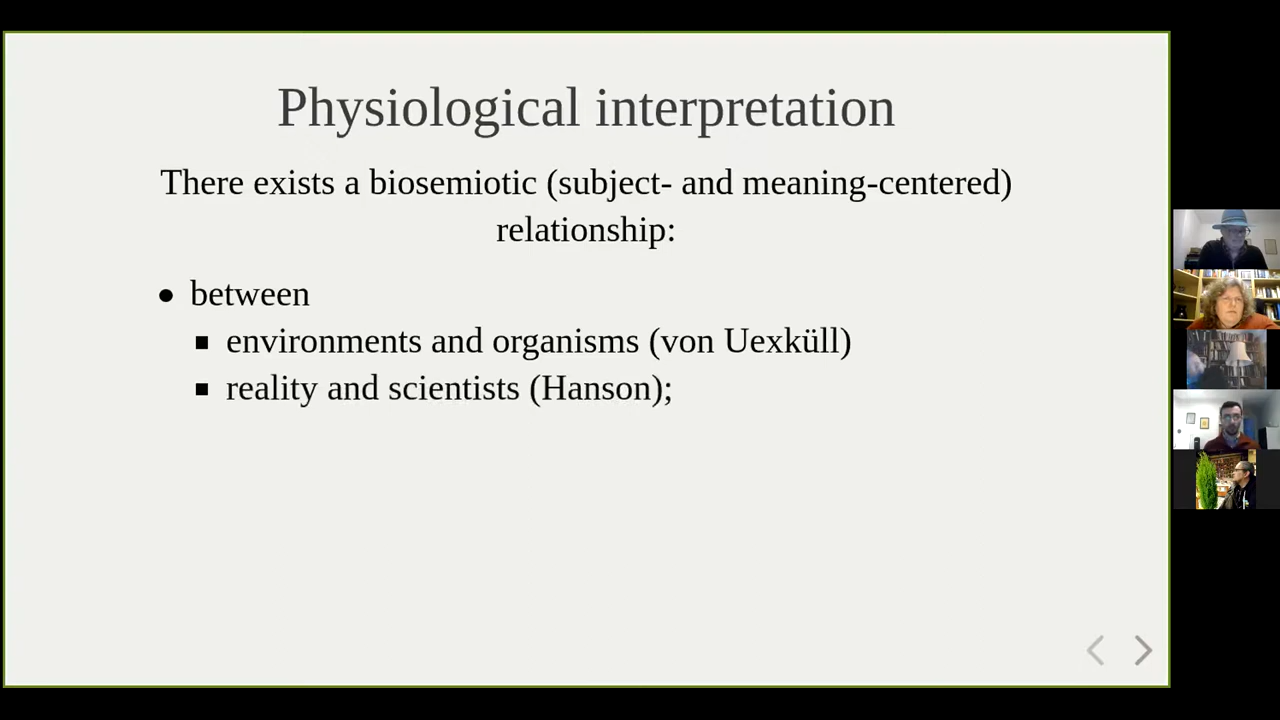 Physiological interpretation
There exists a biosemiotic (subject- and meaning-centered)
relationship:
• between
▪ environments and organisms (von Uexküll)
▪ reality and scientists (Hanson);